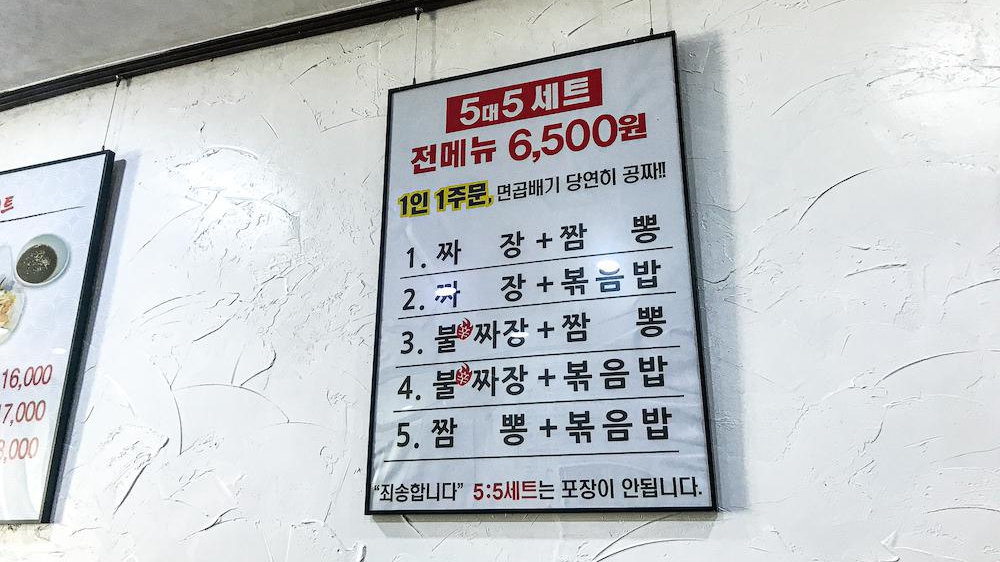 트
16,000
17,000
8,000
5대5 세트
전메뉴 6,500원
1인 1주문, 면곱배기 당연히 공짜!!
1. 짜 장 + 짬 뽕
2. 짜 장 + 볶음밥
3. 불 짜장 + 짬 뽕
4. 불 짜장 + 볶음밥
5. 짬 뽕 + 볶음밥
"죄송합니다" 5:5세트는 포장이 안됩니다.